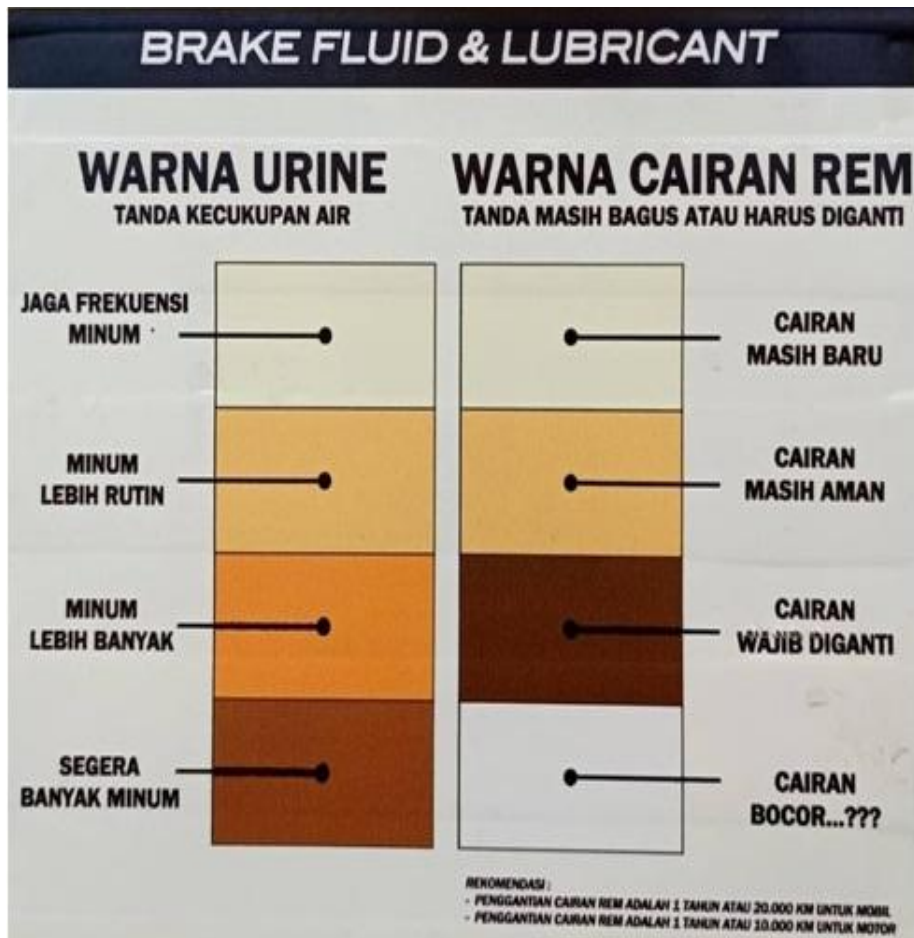 BRAKE FLUID & LUBRICANT
WARNA URINE
TANDA KECUKUPAN AIR
JAGA FREKUENSI
MINUM
MINUM
LEBIH RUTIN
MINUM
LEBIH BANYAK
SEGERA
BANYAK MINUM
WARNA CAIRAN REM
TANDA MASIH BAGUS ATAU HARUS DIGANTI
CAIRAN
MASIH BARU
CAIRAN
MASIH AMAN
CAIRAN
WAJIB DIGANTI
CAIRAN
BOCOR...???
REKOMENDASI :
- PENGGANTIAN CAIRAN REM ADALAH 1 TAHUN ATAU 20.000 KM UNTUK MOBIL
- PENGGANTIAN CAIRAN REM ADALAH 1 TAHUN ATAU 10.000 KM UNTUK MOTOR